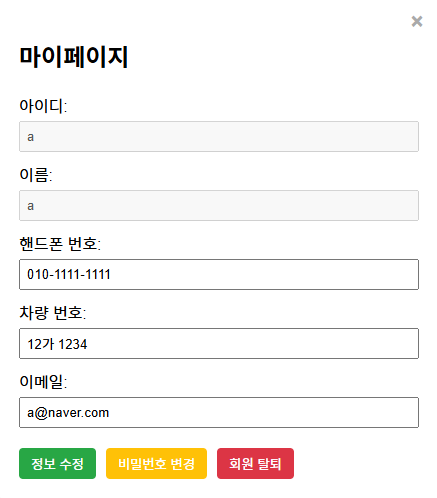 ×
마이페이지
아이디:
a
이름:
a
핸드폰 번호:
010-1111-1111
차량 번호:
12가 1234
이메일:
a@naver.com
정보 수정 비밀번호 변경 회원 탈퇴